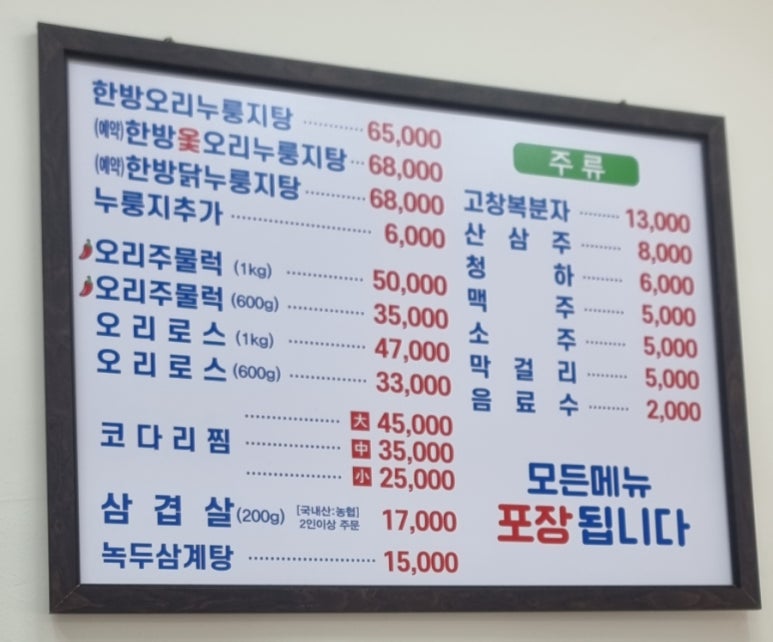 한방오리누룽지탕 ············ 65,000
(예약)한방옻오리누룽지탕 ·· 68,000
(예약)한방닭누룽지탕 ············ 68,000
누룽지추가 ···························· 6,000
오리주물럭 (1kg) ··············· 50,000
오리주물럭 (600g) ··············· 35,000
오리로스 (1kg) ··············· 47,000
오리로스 (600g) ··············· 33,000
코다리찜
··················· 大 45,000
··················· 中 35,000
··················· 小 25,000
삼겹살(200g) [국내산:농협] 17,000
2인이상 주문
녹두삼계탕 ························ 15,000
주류
고창복분자 ········ 13,000
산삼주 ········ 8,000
청하 ········ 6,000
맥주 ········ 5,000
소주 ········ 5,000
막걸리 ········ 5,000
음료수 ········ 2,000
모든메뉴
포장됩니다